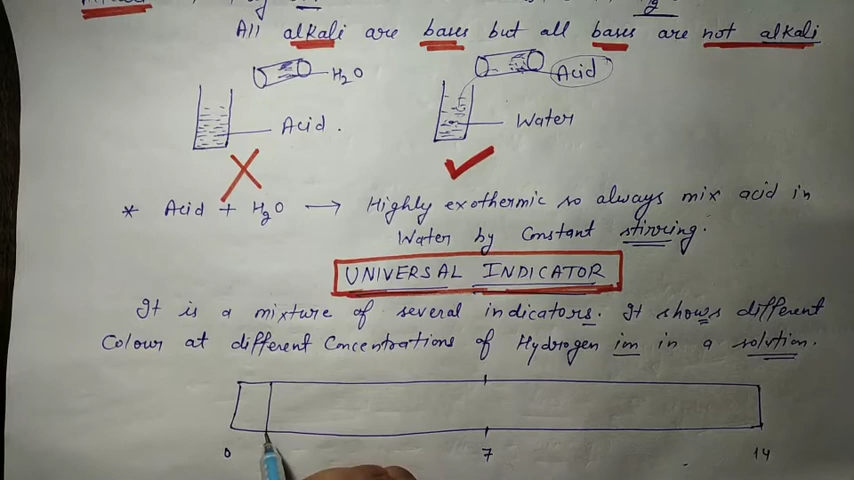 All alkali are bases but all bases are not alkali
H₂O
Acid
Acid.
Water
* Acid + H₂O → Highly exothermic so always mix acid in
Water by Constant stirring.
UNIVERSAL INDICATOR
It is a mixture of several indicators. It shows different
Colour at different Concentrations of Hydrogen ion in a solution.
0 7 14